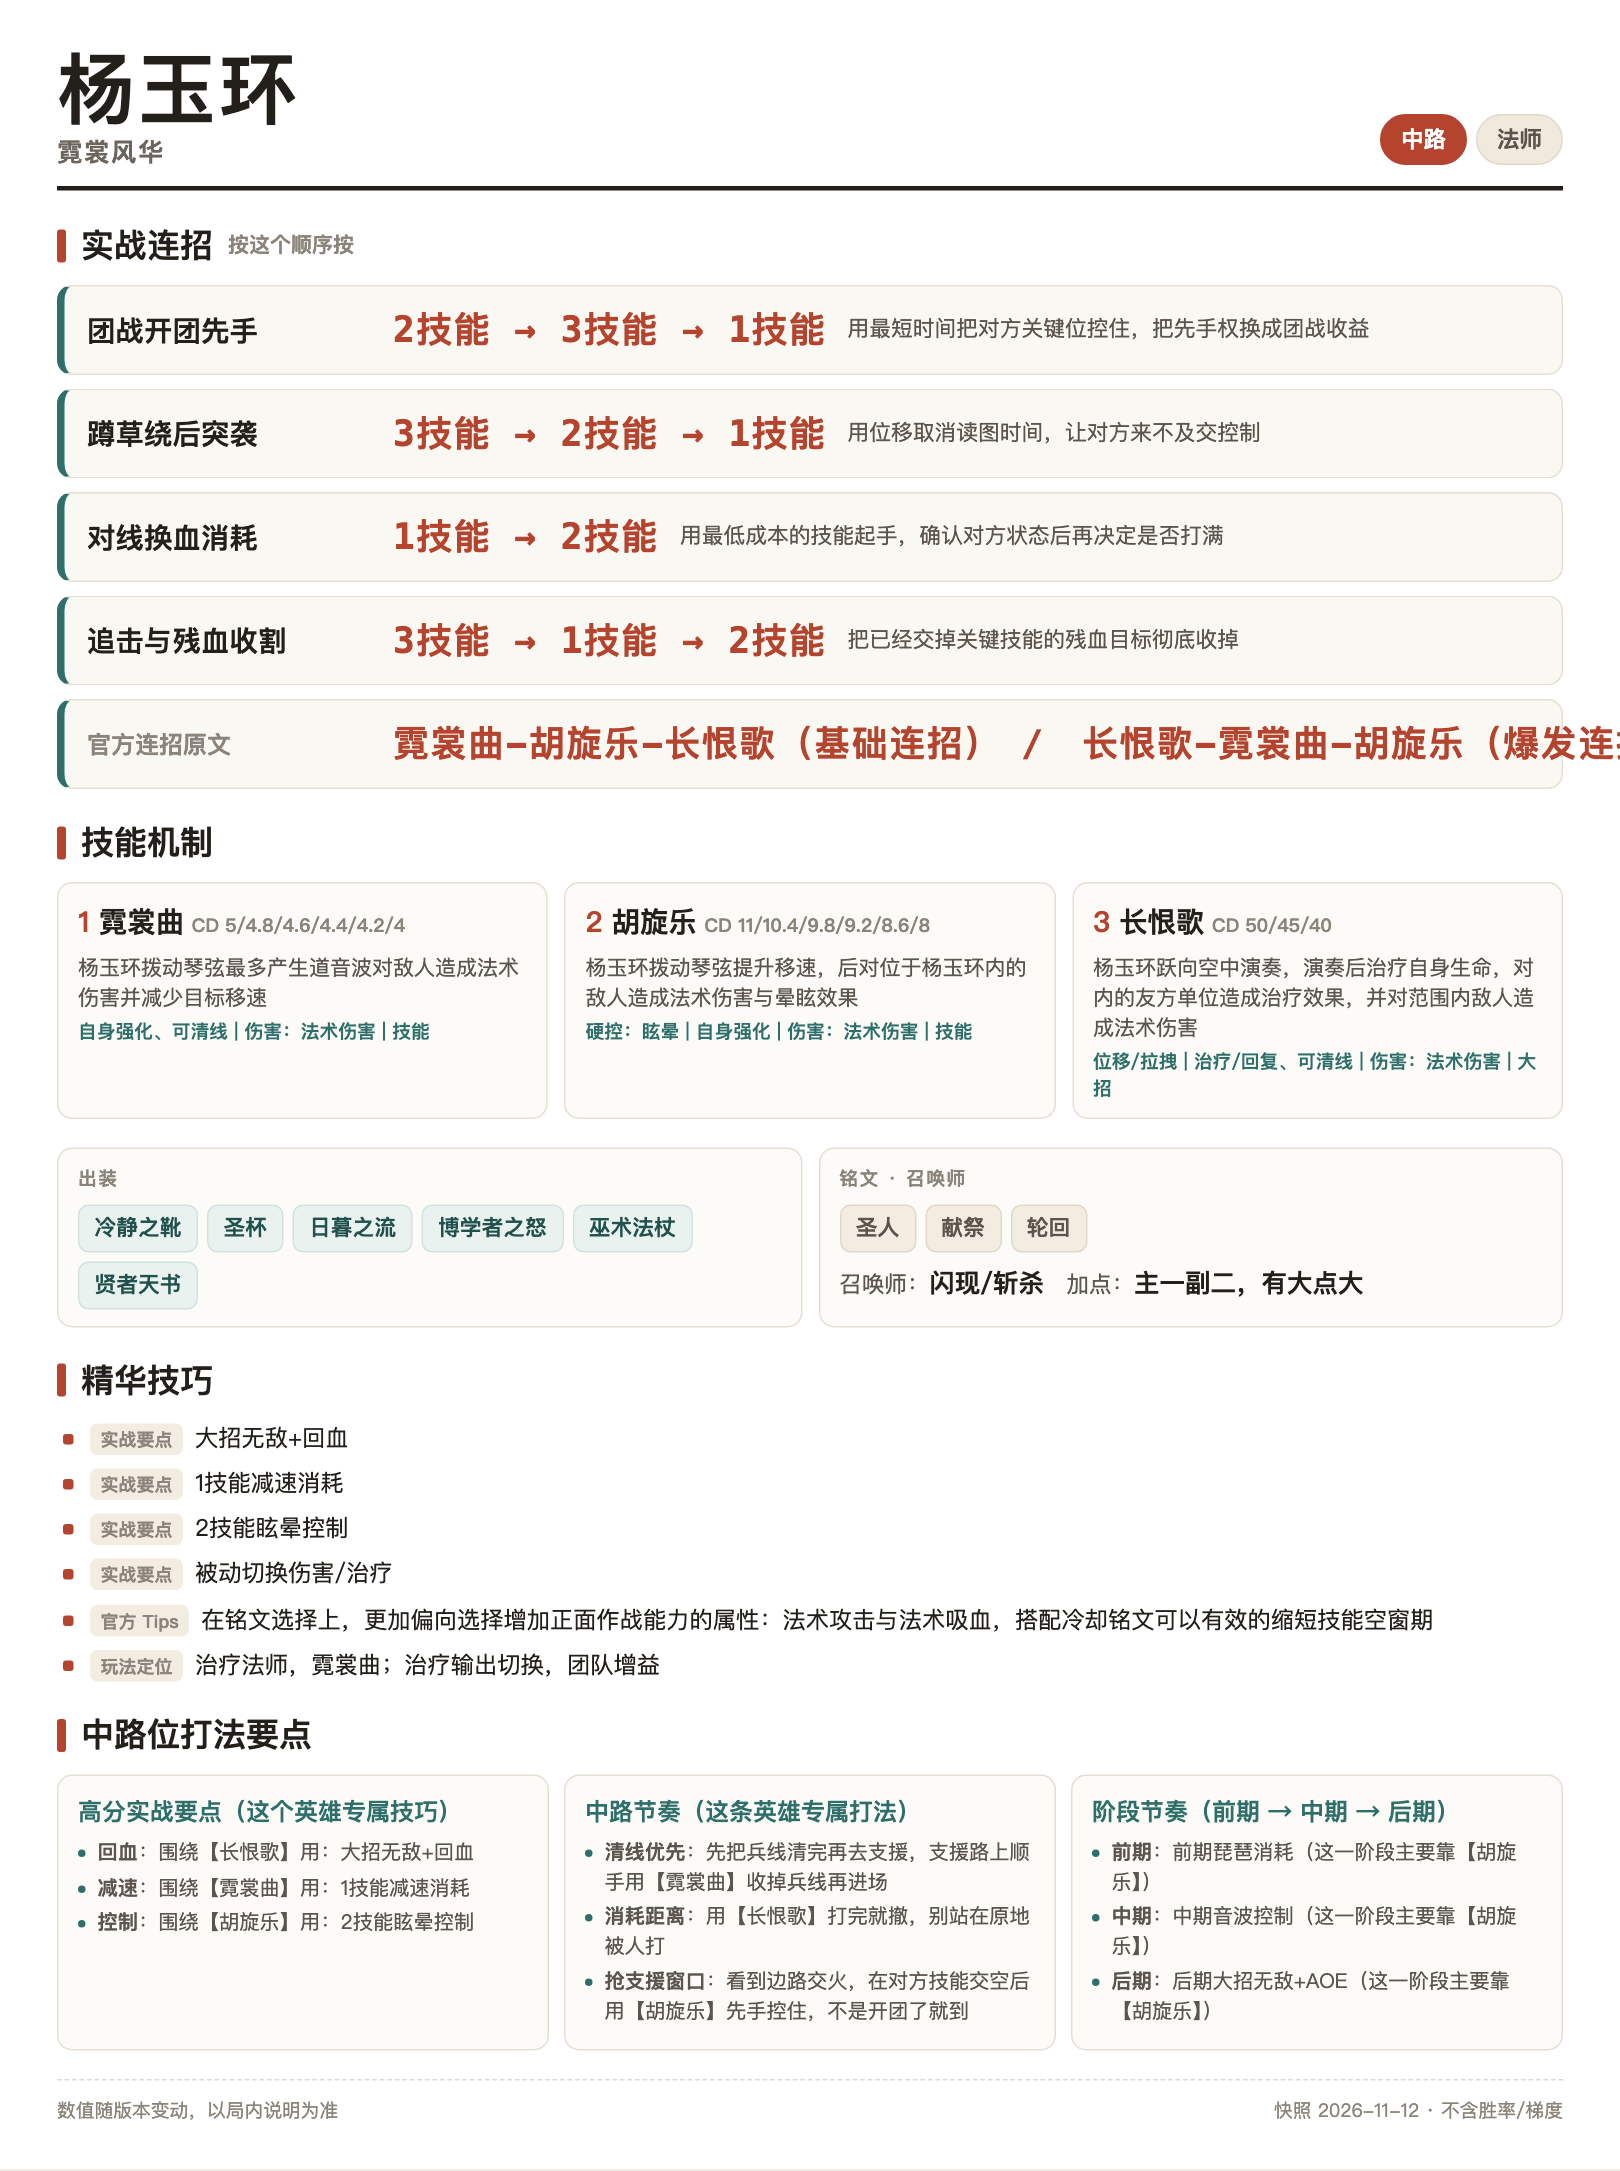 杨玉环
霓裳风华
中路 法师
实战连招 按这个顺序按
团战开团先手 2技能 → 3技能 → 1技能 用最短时间把对方关键位控住，把先手权换成团战收益
蹲草绕后突袭 3技能 → 2技能 → 1技能 用位移取消读图时间，让对方来不及交控制
对线换血消耗 1技能 → 2技能 用最低成本的技能起手，确认对方状态后再决定是否打满
追击与残血收割 3技能 → 1技能 → 2技能 把已经交掉关键技能的残血目标彻底收掉
官方连招原文 霓裳曲–胡旋乐–长恨歌（基础连招） / 长恨歌–霓裳曲–胡旋乐（爆发连
技能机制
1 霓裳曲 CD 5/4.8/4.6/4.4/4.2/4
杨玉环拨动琴弦最多产生道音波对敌人造成法术
伤害并减少目标移速
自身强化、可清线 | 伤害：法术伤害 | 技能
2 胡旋乐 CD 11/10.4/9.8/9.2/8.6/8
杨玉环拨动琴弦提升移速，后对位于杨玉环内的
敌人造成法术伤害与晕眩效果
硬控：眩晕 | 自身强化 | 伤害：法术伤害 | 技能
3 长恨歌 CD 50/45/40
杨玉环跃向空中演奏，演奏后治疗自身生命，对
内的友方单位造成治疗效果，并对范围内敌人造
成法术伤害
位移/拉拽 | 治疗/回复、可清线 | 伤害：法术伤害 | 大
招
出装
冷静之靴 圣杯 日暮之流 博学者之怒 巫术法杖
贤者天书
铭文 · 召唤师
圣人 献祭 轮回
召唤师：闪现/斩杀 加点：主一副二，有大点大
精华技巧
实战要点 大招无敌+回血
实战要点 1技能减速消耗
实战要点 2技能眩晕控制
实战要点 被动切换伤害/治疗
官方 Tips 在铭文选择上，更加偏向选择增加正面作战能力的属性：法术攻击与法术吸血，搭配冷却铭文可以有效的缩短技能空窗期
玩法定位 治疗法师，霓裳曲；治疗输出切换，团队增益
中路位打法要点
高分实战要点（这个英雄专属技巧）
回血：围绕【长恨歌】用：大招无敌+回血
减速：围绕【霓裳曲】用：1技能减速消耗
控制：围绕【胡旋乐】用：2技能眩晕控制
中路节奏（这条英雄专属打法）
清线优先：先把兵线清完再去支援，支援路上顺
手用【霓裳曲】收掉兵线再进场
消耗距离：用【长恨歌】打完就撤，别站在原地
被人打
抢支援窗口：看到边路交火，在对方技能交空后
用【胡旋乐】先手控住，不是开团了就到
阶段节奏（前期 → 中期 → 后期）
前期：前期琵琶消耗（这一阶段主要靠【胡旋
乐】）
中期：中期音波控制（这一阶段主要靠【胡旋
乐】）
后期：后期大招无敌+AOE（这一阶段主要靠
【胡旋乐】）
数值随版本变动，以局内说明为准
快照 2026–11–12 · 不含胜率/梯度